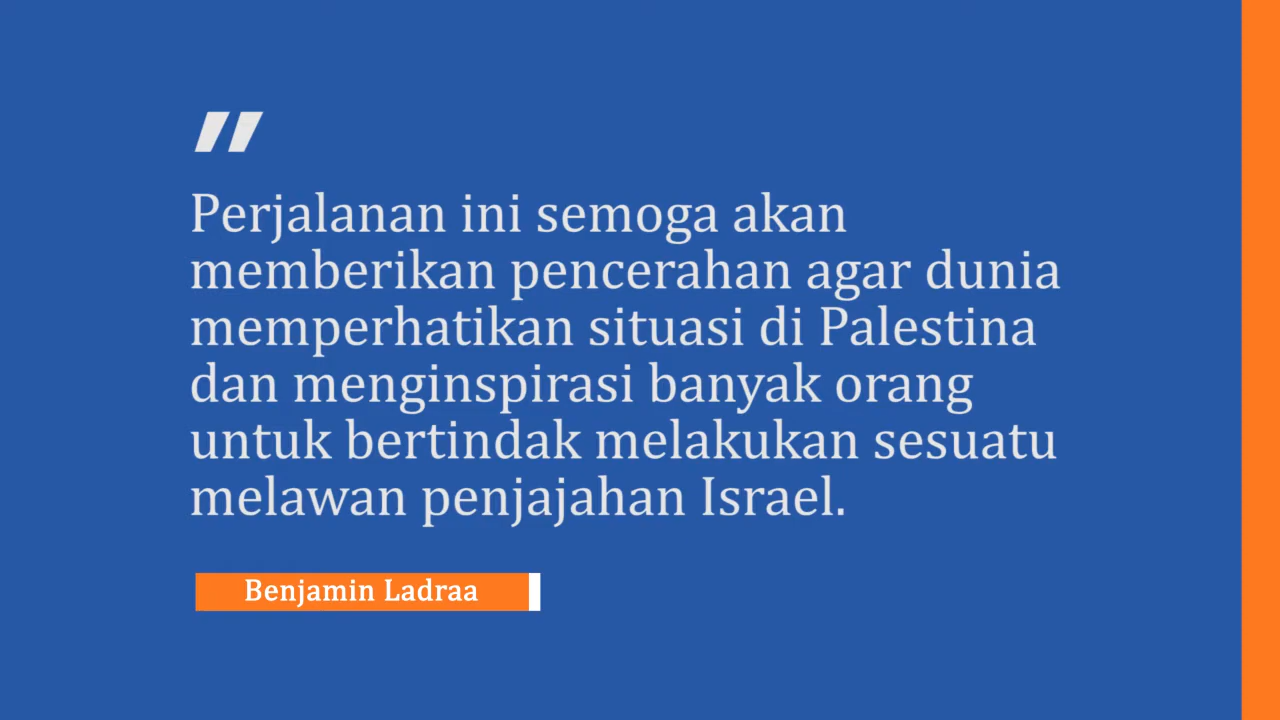 "
Perjalanan ini semoga akan
memberikan pencerahan agar dunia
memperhatikan situasi di Palestina
dan menginspirasi banyak orang
untuk bertindak melakukan sesuatu
melawan penjajahan Israel.
Benjamin Ladraa